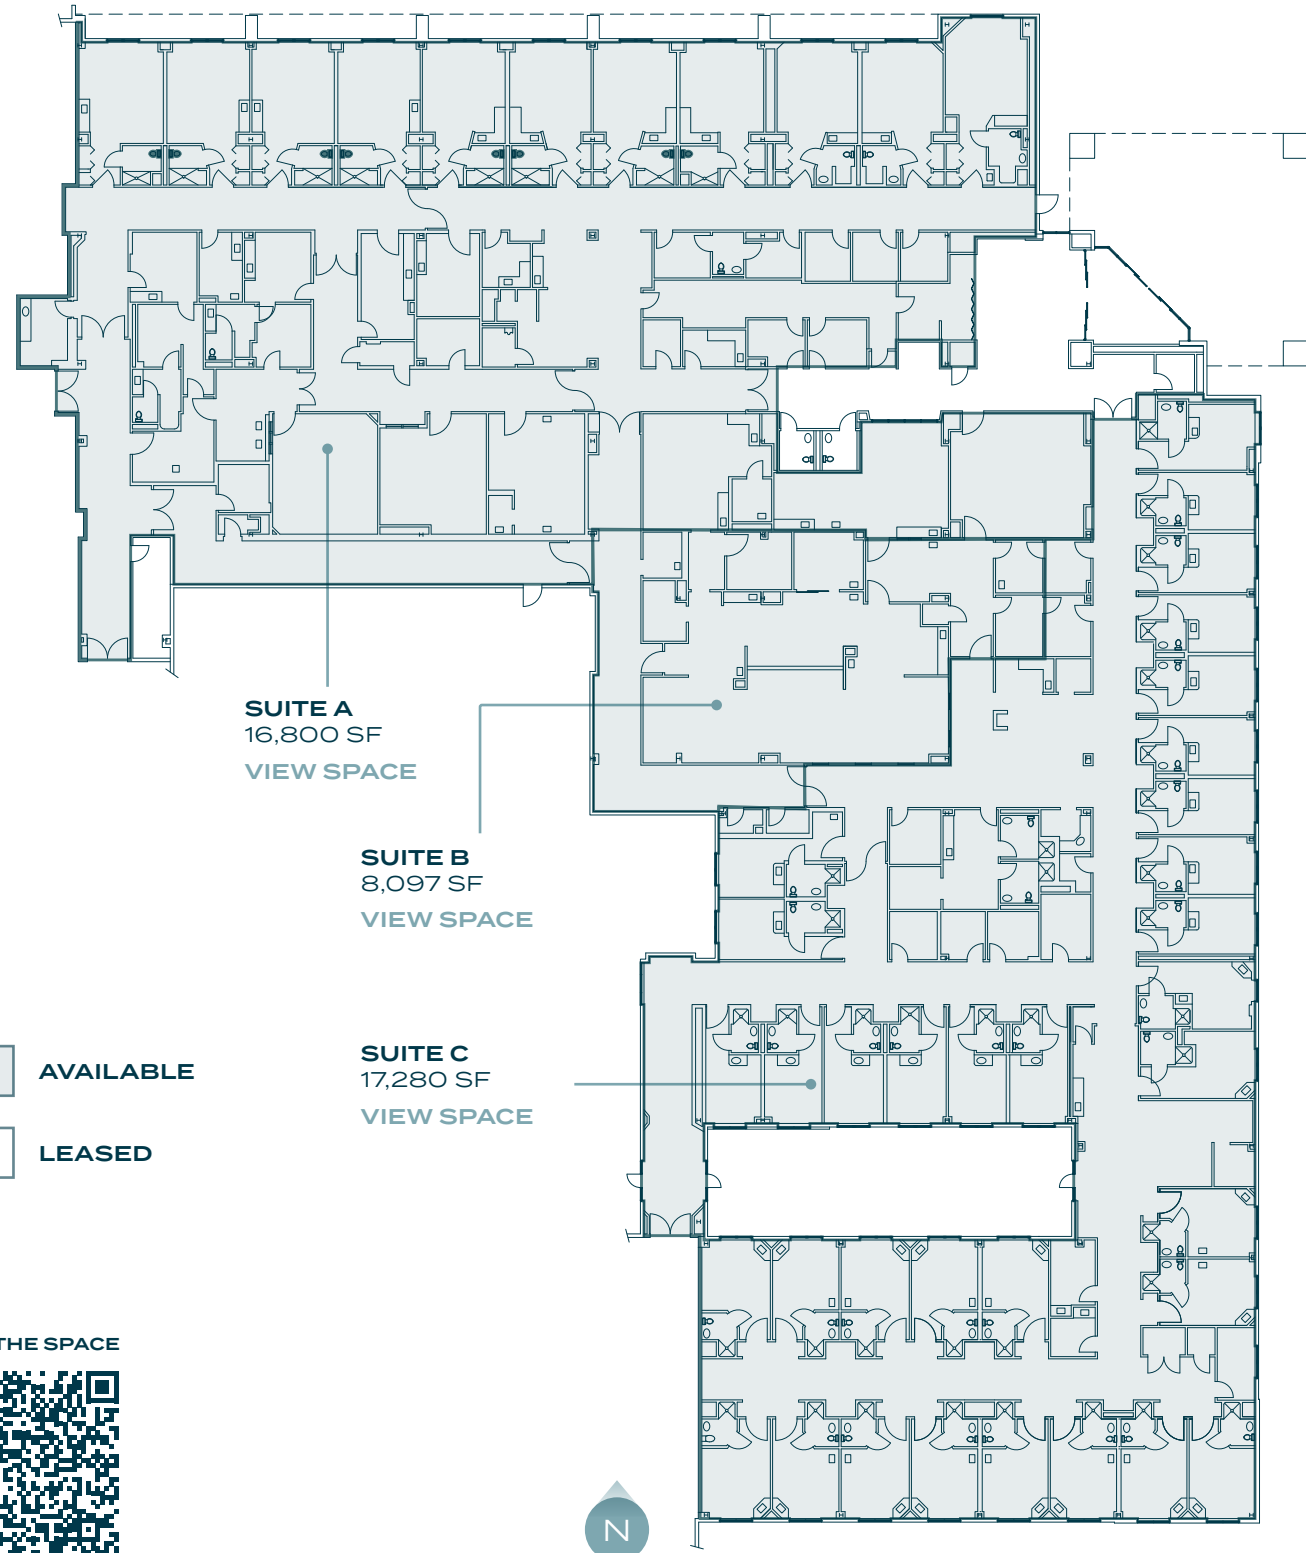 SUITE A
16,800 SF
VIEW SPACE
SUITE B
8,097 SF
VIEW SPACE
SUITE C
17,280 SF
VIEW SPACE
AVAILABLE
LEASED
THE SPACE
N